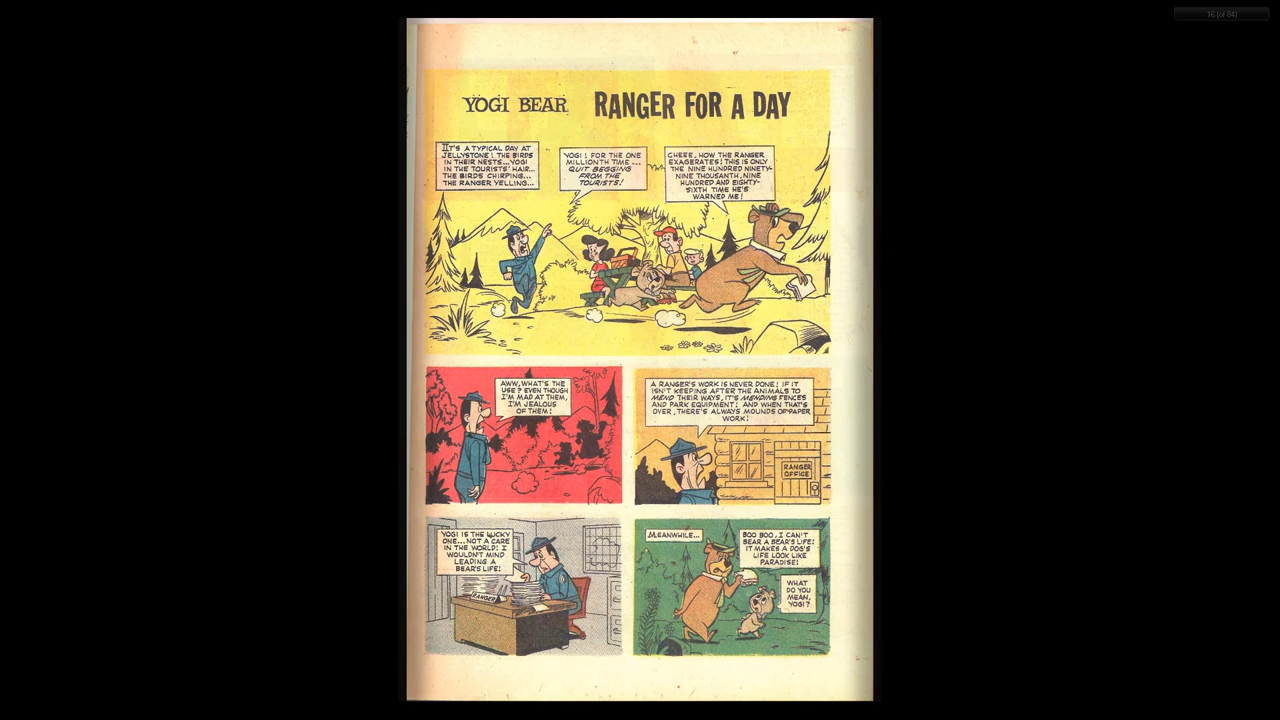 16 (of 84)
YOGI BEAR RANGER FOR A DAY
IT'S A TYPICAL DAY AT
JELLYSTONE! THE BIRDS
IN THEIR NESTS...YOGI
IN THE TOURISTS' HAIR...
THE BIRDS CHIRPING...
THE RANGER YELLING...
YOGI! FOR THE ONE
MILLIONTH TIME...
QUIT BEGGING
FROM THE
TOURISTS!
CHEEE, HOW THE RANGER
EXAGERATES! THIS IS ONLY
THE NINE HUNDRED NINETY-
NINE THOUSANTH, NINE
HUNDRED AND EIGHTY-
SIXTH TIME HE'S
WARNED ME!
AWW, WHAT'S THE
USE? EVEN THOUGH
I'M MAD AT THEM,
I'M JEALOUS
OF THEM!
A RANGER'S WORK IS NEVER DONE! IF IT
ISN'T KEEPING AFTER THE ANIMALS TO
MEND THEIR WAYS, IT'S MENDING FENCES
AND PARK EQUIPMENT! AND WHEN THAT'S
OVER, THERE'S ALWAYS MOUNDS OF PAPER
WORK!
RANGER
OFFICE
YOGI IS THE LUCKY
ONE...NOT A CARE
IN THE WORLD! I
WOULDN'T MIND
LEADING A
BEAR'S LIFE!
RANGER
MEANWHILE...
BOO BOO, I CAN'T
BEAR A BEAR'S LIFE!
IT MAKES A DOG'S
LIFE LOOK LIKE
PARADISE!
WHAT
DO YOU
MEAN,
YOGI?